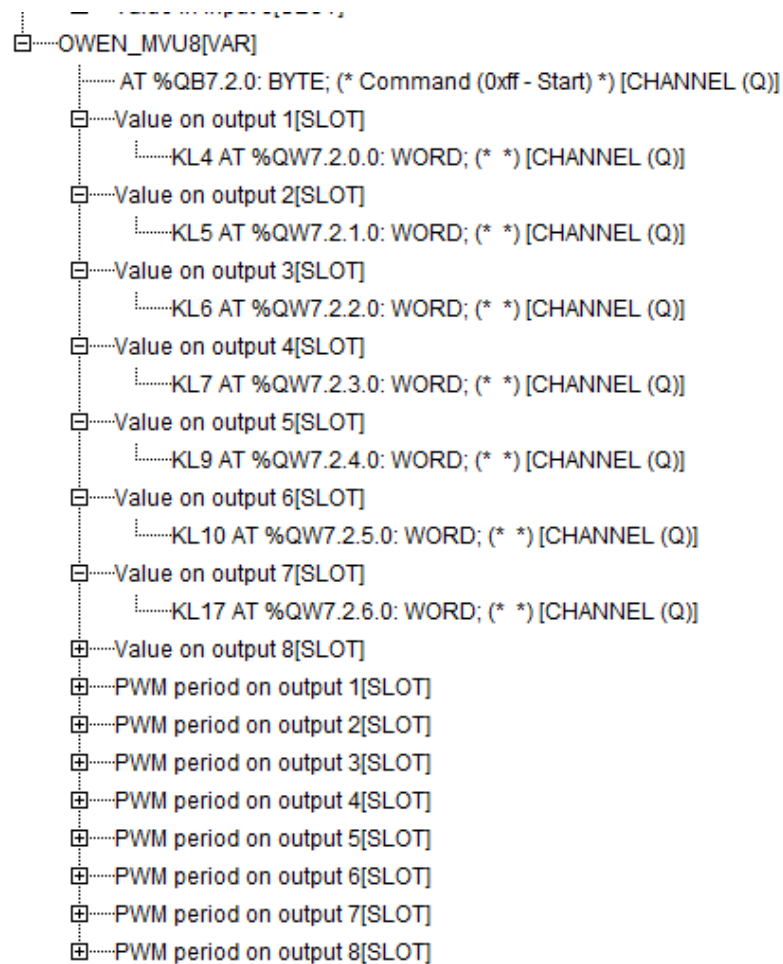 OWEN_MVU8[VAR]
AT %QB7.2.0: BYTE; (* Command (0xff - Start) *) [CHANNEL (Q)]
Value on output 1[SLOT]
KL4 AT %QW7.2.0.0: WORD; (* *) [CHANNEL (Q)]
Value on output 2[SLOT]
KL5 AT %QW7.2.1.0: WORD; (* *) [CHANNEL (Q)]
Value on output 3[SLOT]
KL6 AT %QW7.2.2.0: WORD; (* *) [CHANNEL (Q)]
Value on output 4[SLOT]
KL7 AT %QW7.2.3.0: WORD; (* *) [CHANNEL (Q)]
Value on output 5[SLOT]
KL9 AT %QW7.2.4.0: WORD; (* *) [CHANNEL (Q)]
Value on output 6[SLOT]
KL10 AT %QW7.2.5.0: WORD; (* *) [CHANNEL (Q)]
Value on output 7[SLOT]
KL17 AT %QW7.2.6.0: WORD; (* *) [CHANNEL (Q)]
Value on output 8[SLOT]
PWM period on output 1[SLOT]
PWM period on output 2[SLOT]
PWM period on output 3[SLOT]
PWM period on output 4[SLOT]
PWM period on output 5[SLOT]
PWM period on output 6[SLOT]
PWM period on output 7[SLOT]
PWM period on output 8[SLOT]